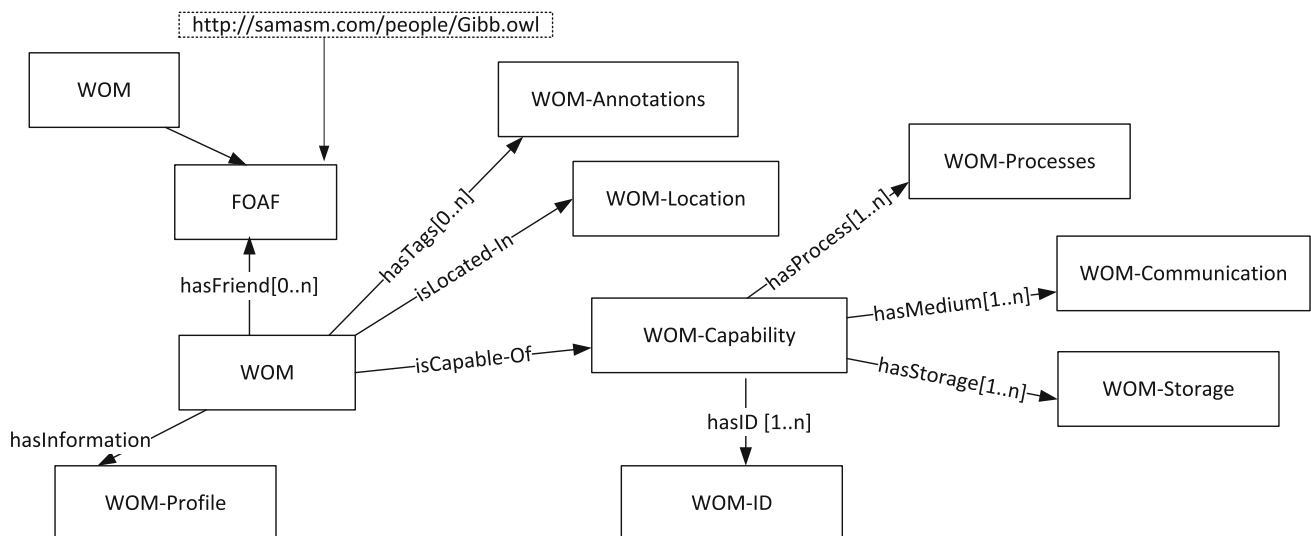 http://samasm.com/people/Gibb.owl
WOM
WOM-Annotations
WOM-Processes
FOAF
WOM-Location
hasTags[0..n]
isLocated-In
hasProcess[1..n]
hasFriend[0..n]
WOM-Communication
hasMedium[1..n]
WOM-Capability
WOM
isCapable-Of
hasStorage[1..n]
WOM-Storage
hasID [1..n]
hasInformation
WOM-Profile
WOM-ID